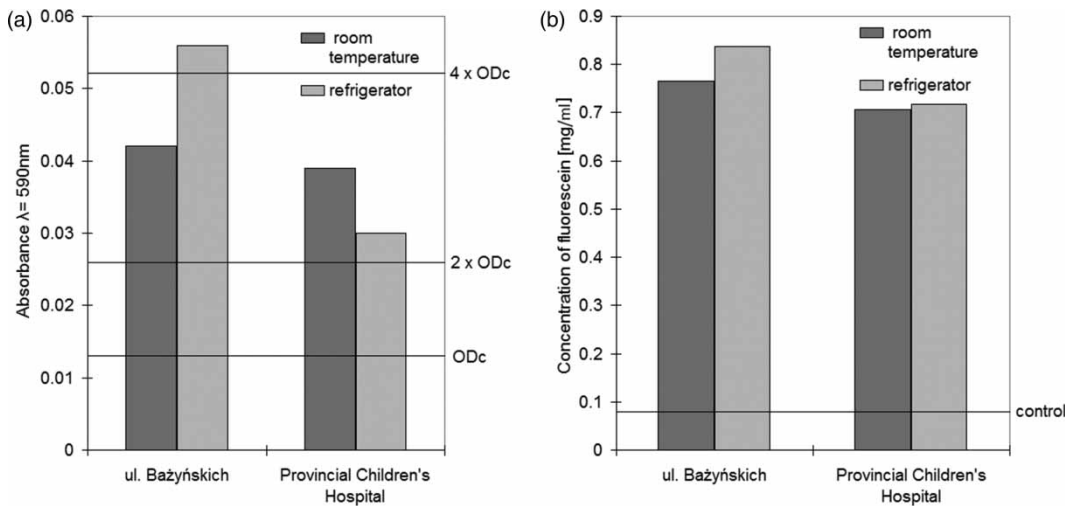 (a)
Absorbance λ= 590nm
0.06
0.05
0.04
0.03
0.02
0.01
0
room
temperature
refrigerator
4 x ODc
2 x ODc
ODc
ul. Bażyńskich
Provincial Children's
Hospital
(b)
Concentration of fluorescein [mg/ml]
0.9
0.8
0.7
0.6
0.5
0.4
0.3
0.2
0.1
0
room
temperature
refrigerator
control
ul. Bażyńskich
Provincial Children's
Hospital